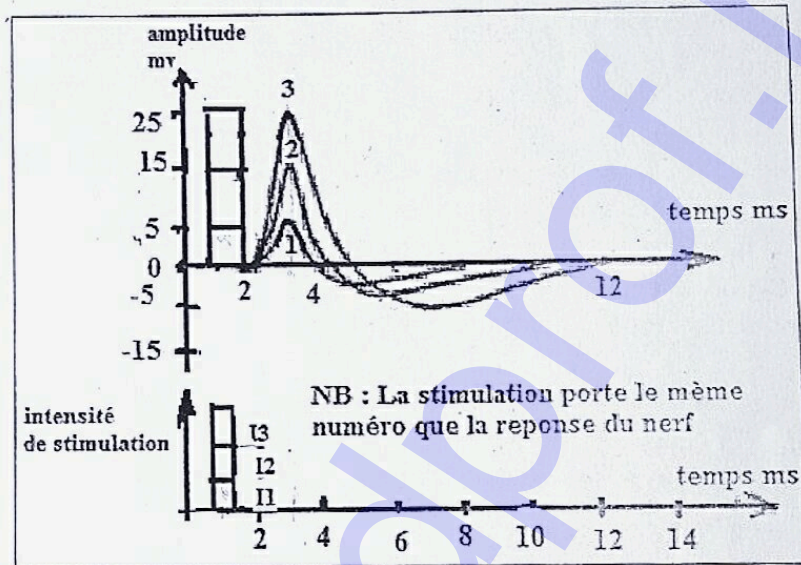 amplitude
mv
25
15
5
0
-5
-15
3
2
1
temps ms
2
4
12
intensité
de stimulation
I3
I2
I1
NB : La stimulation porte le mème
numéro que la reponse du nerf
temps ms
2 4 6 8 10 12 14